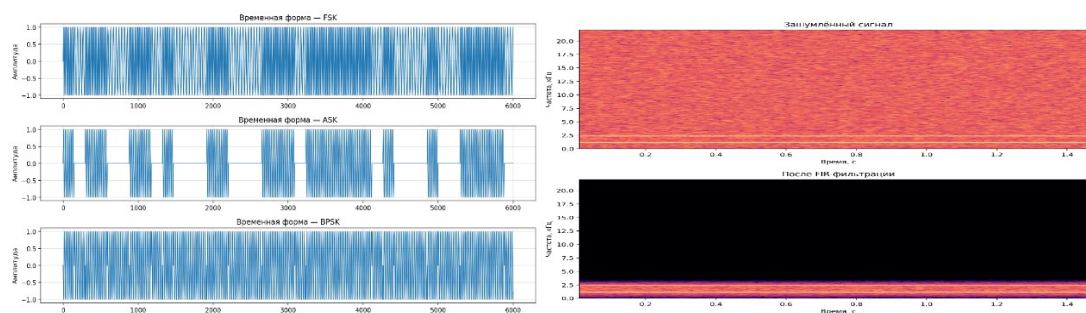 Временная форма — FSK
Амплитуда
1.0
0.5
0.0
−0.5
−1.0
0 1000 2000 3000 4000 5000 6000
Временная форма — ASK
Амплитуда
1.0
0.5
0.0
−0.5
−1.0
0 1000 2000 3000 4000 5000 6000
Временная форма — BPSK
Амплитуда
1.0
0.5
0.0
−0.5
−1.0
0 1000 2000 3000 4000 5000 6000
Зашумлённый сигнал
Частота, кГц
20.0
17.5
15.0
12.5
10.0
7.5
5.0
2.5
0.0
0.2 0.4 0.6 0.8 1.0 1.2 1.4
Время, с
После FIR-фильтрации
Частота, кГц
20.0
17.5
15.0
12.5
10.0
7.5
5.0
2.5
0.0
0.2 0.4 0.6 0.8 1.0 1.2 1.4
Время, с